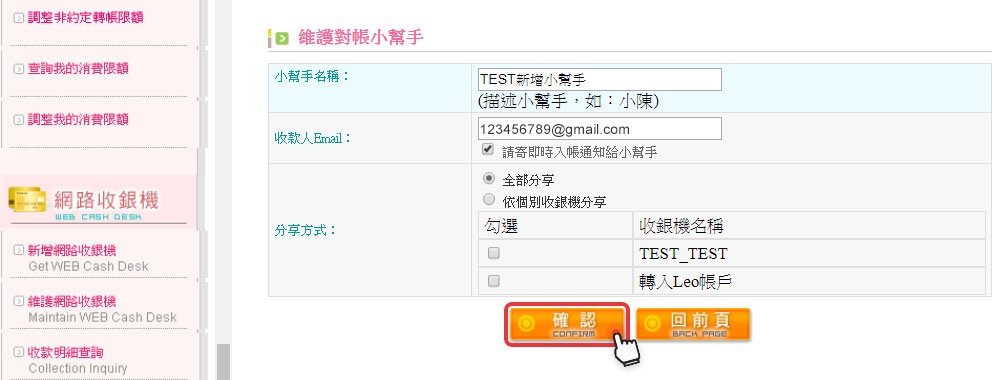 調整非約定轉帳限額
查詢我的消費限額
調整我的消費限額
網路收銀機
WEB CASH DESK
新增網路收銀機
Get WEB Cash Desk
維護網路收銀機
Maintain WEB Cash Desk
收款明細查詢
Collection Inquiry
維護對帳小幫手
小幫手名稱：
TEST新增小幫手
(描述小幫手，如：小陳)
收款人Email：
123456789@gmail.com
請寄即時入帳通知給小幫手
分享方式：
全部分享
依個別收銀機分享
勾選 收銀機名稱
TEST_TEST
轉入Leo帳戶
確認 回前頁
CONFIRM BACK PAGE